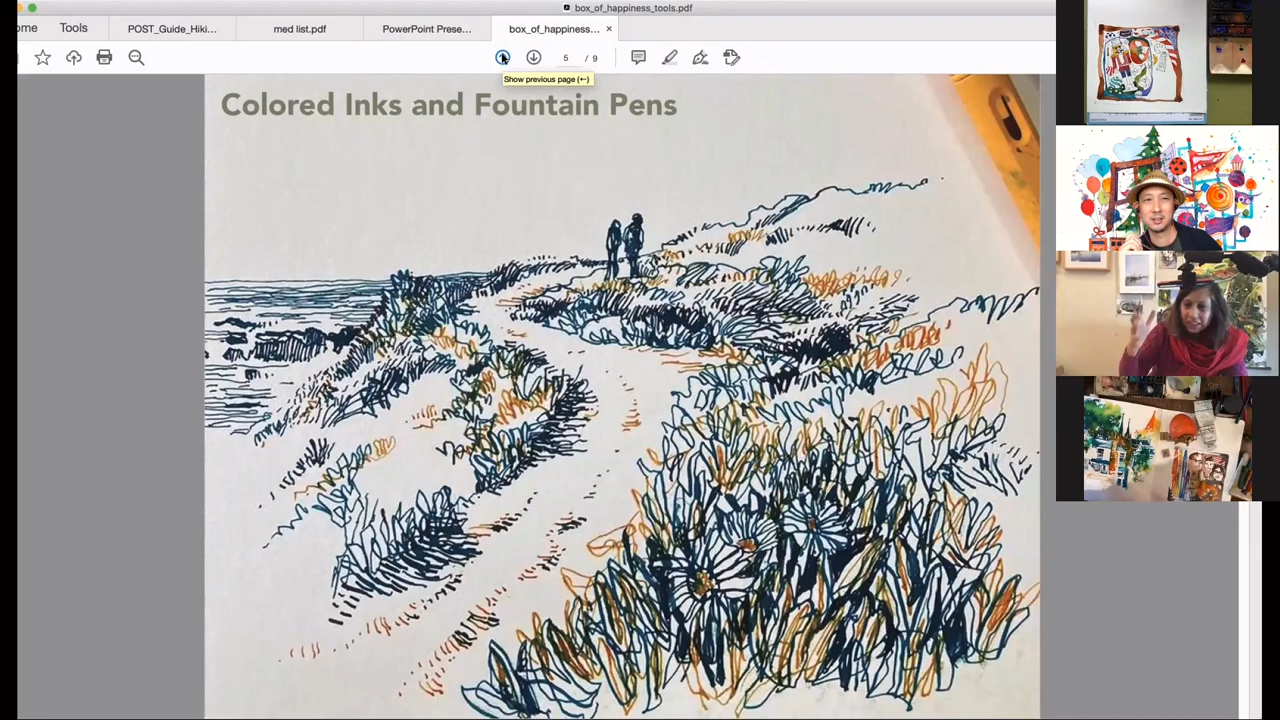 box_of_happiness_tools.pdf
ome
Tools
POST_Guide_Hiki...
med list.pdf
PowerPoint Prese...
box_of_happiness...
×
5 / 9
Show previous page (←)
Colored Inks and Fountain Pens